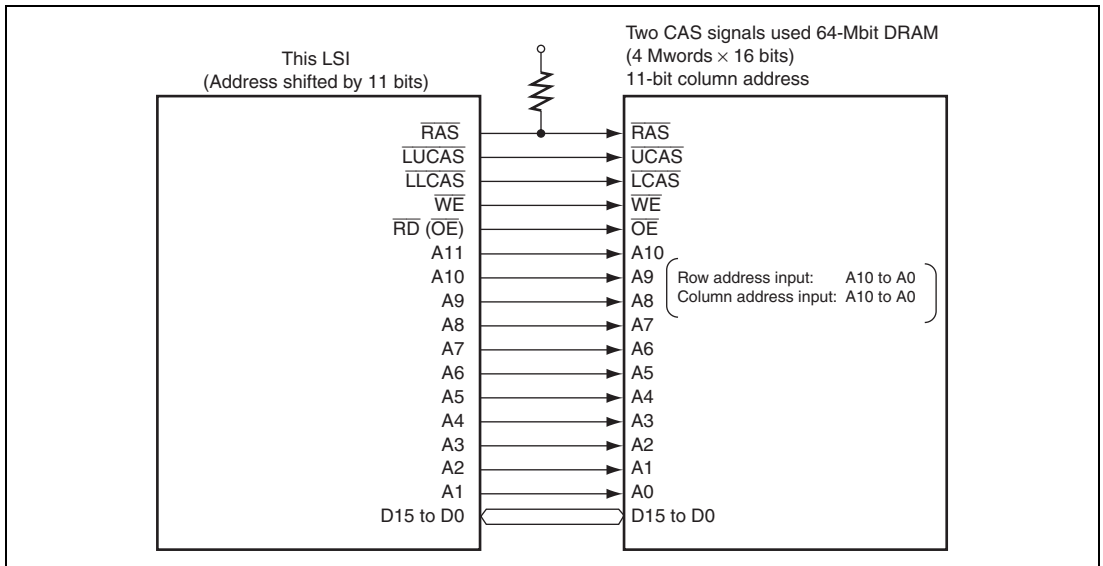 Two CAS signals used 64-Mbit DRAM
(4 Mwords × 16 bits)
11-bit column address
This LSI
(Address shifted by 11 bits)
RAS RAS
LUCAS UCAS
LLCAS LCAS
WE WE
RD (OE) OE
A11 A10
A10 A9 Row address input: A10 to A0
A9 A8 Column address input: A10 to A0
A8 A7
A7 A6
A6 A5
A5 A4
A4 A3
A3 A2
A2 A1
A1 A0
D15 to D0 D15 to D0